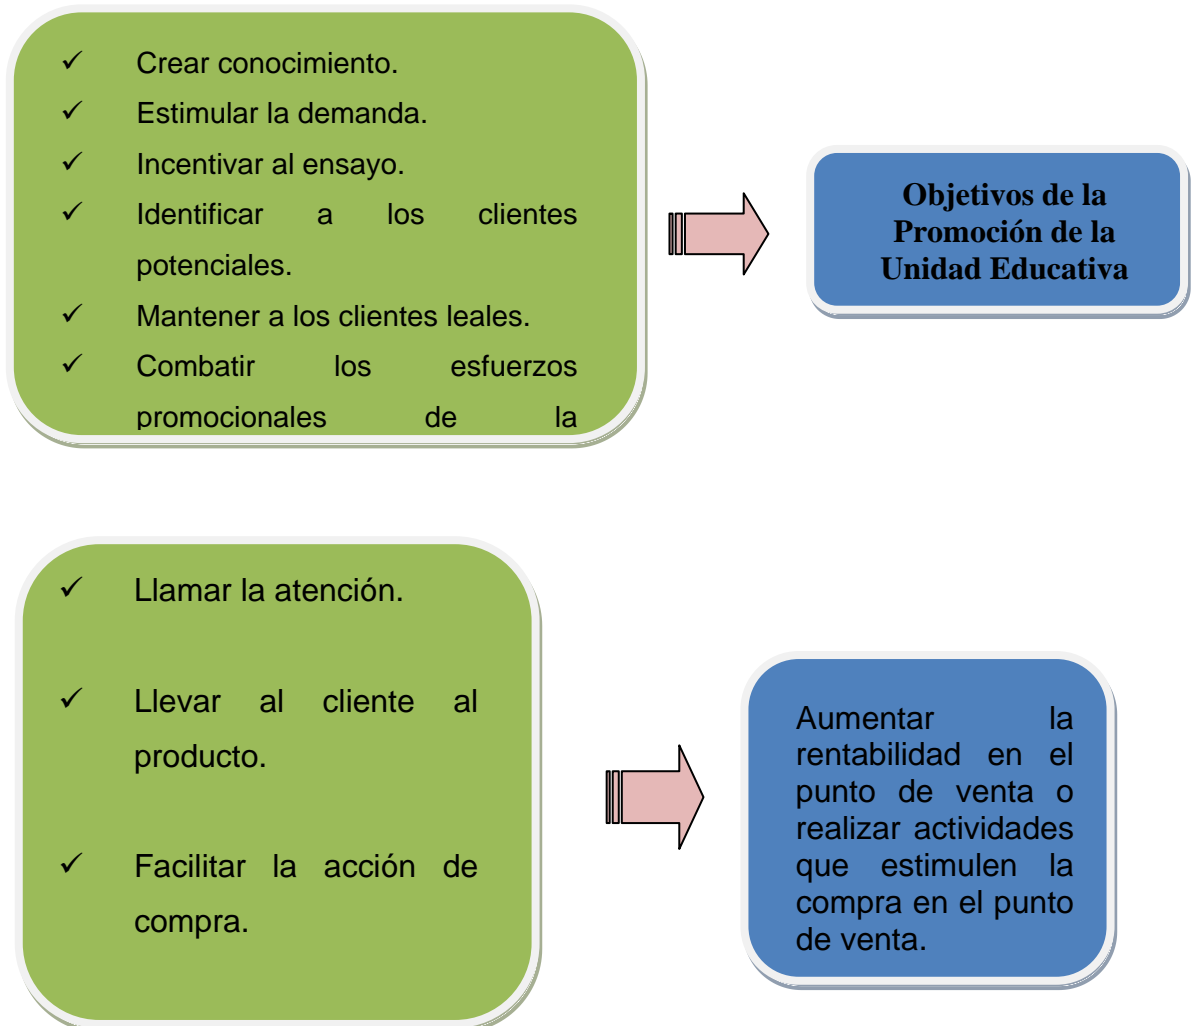 ✓ Crear conocimiento.
✓ Estimular la demanda.
✓ Incentivar al ensayo.
✓ Identificar a los clientes
potenciales.
✓ Mantener a los clientes leales.
✓ Combatir los esfuerzos
promocionales de la
Objetivos de la
Promoción de la
Unidad Educativa
✓ Llamar la atención.
✓ Llevar al cliente al
producto.
✓ Facilitar la acción de
compra.
Aumentar la
rentabilidad en el
punto de venta o
realizar actividades
que estimulen la
compra en el punto
de venta.